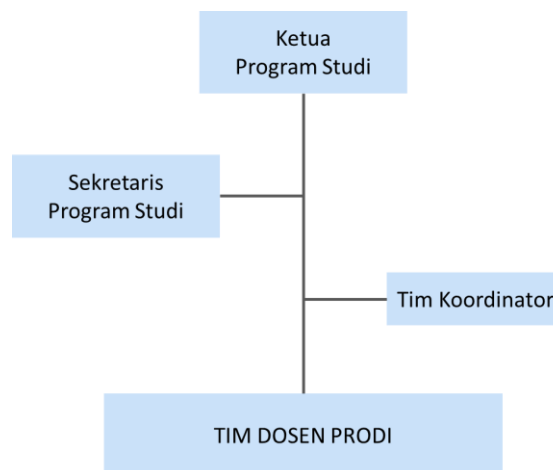 Ketua
Program Studi
Sekretaris
Program Studi
Tim Koordinator
TIM DOSEN PRODI